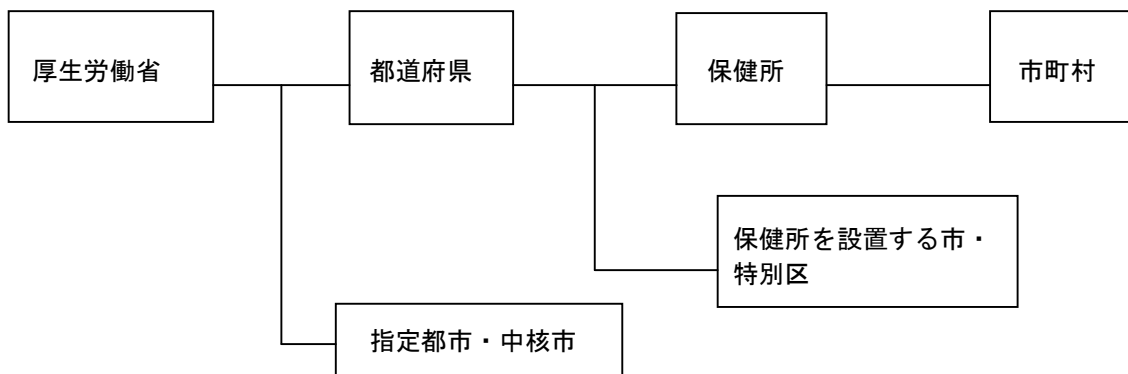 厚生労働省
都道府県
保健所
市町村
保健所を設置する市・
特別区
指定都市・中核市